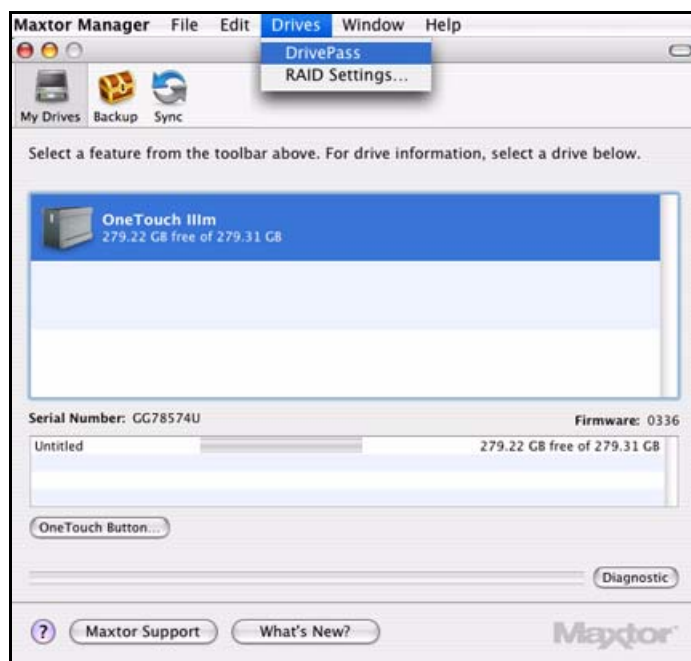 Maxtor Manager File Edit Drives Window Help
DrivePass
RAID Settings...
My Drives Backup Sync
Select a feature from the toolbar above. For drive information, select a drive below.
OneTouch IIIm
279.22 GB free of 279.31 GB
Serial Number: GG78574U Firmware: 0336
Untitled 279.22 GB free of 279.31 GB
OneTouch Button...
Diagnostic
? Maxtor Support What's New? Maxtor